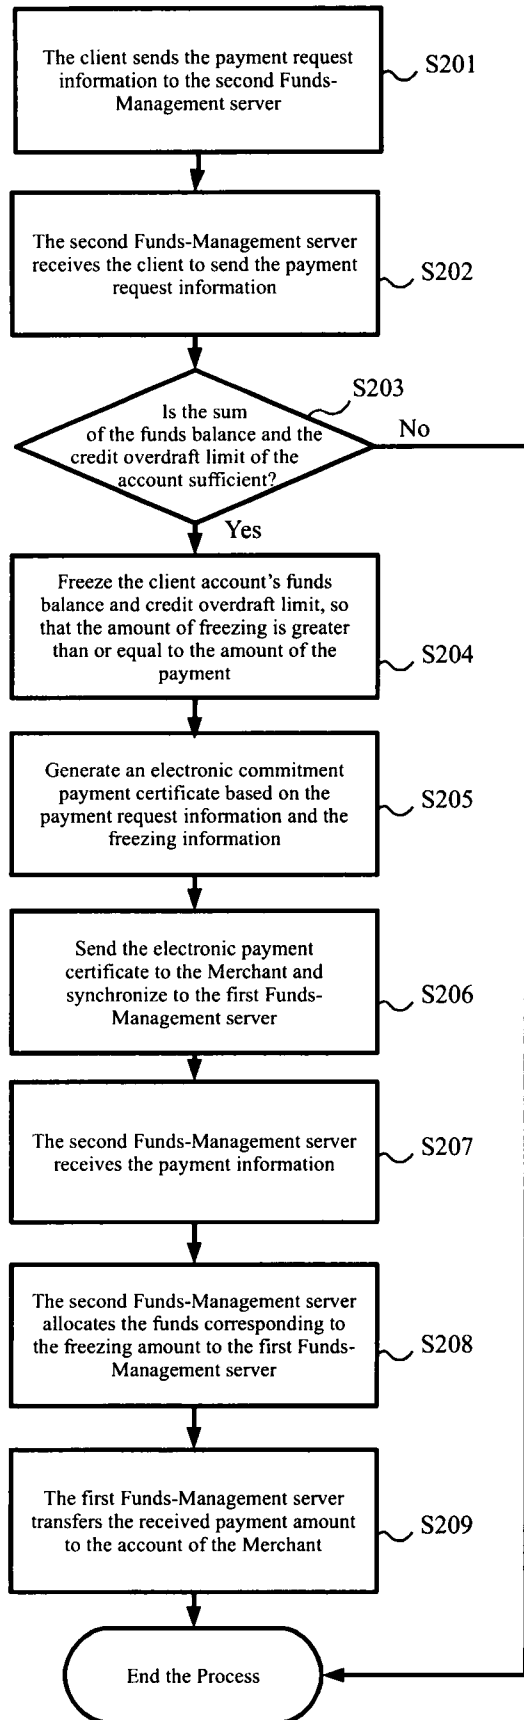 The client sends the payment request
information to the second Funds-
Management server
S201
The second Funds-Management server
receives the client to send the payment
request information
S202
S203
Is the sum
of the funds balance and the
credit overdraft limit of the
account sufficient?
No
Yes
Freeze the client account's funds
balance and credit overdraft limit, so
that the amount of freezing is greater
than or equal to the amount of the
payment
S204
Generate an electronic commitment
payment certificate based on the
payment request information and the
freezing information
S205
Send the electronic payment
certificate to the Merchant and
synchronize to the first Funds-
Management server
S206
The second Funds-Management server
receives the payment information
S207
The second Funds-Management server
allocates the funds corresponding to
the freezing amount to the first Funds-
Management server
S208
The first Funds-Management server
transfers the received payment amount
to the account of the Merchant
S209
End the Process